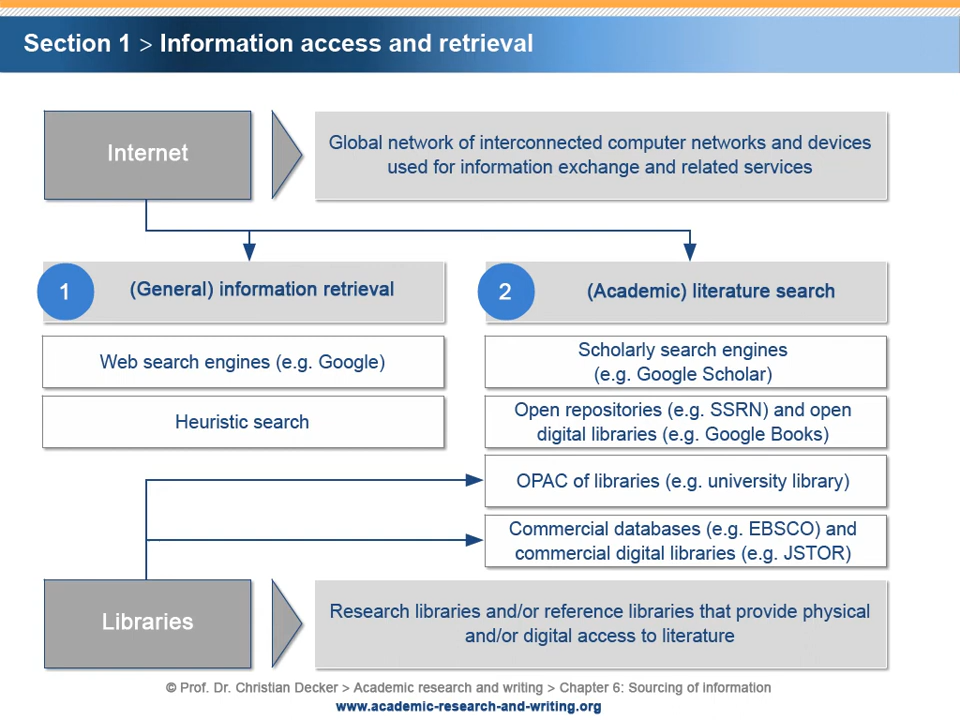 Section 1 > Information access and retrieval
Internet
Global network of interconnected computer networks and devices
used for information exchange and related services
1
(General) information retrieval
2
(Academic) literature search
Web search engines (e.g. Google)
Heuristic search
Scholarly search engines
(e.g. Google Scholar)
Open repositories (e.g. SSRN) and open
digital libraries (e.g. Google Books)
OPAC of libraries (e.g. university library)
Commercial databases (e.g. EBSCO) and
commercial digital libraries (e.g. JSTOR)
Libraries
Research libraries and/or reference libraries that provide physical
and/or digital access to literature
© Prof. Dr. Christian Decker > Academic research and writing > Chapter 6: Sourcing of information
www.academic-research-and-writing.org